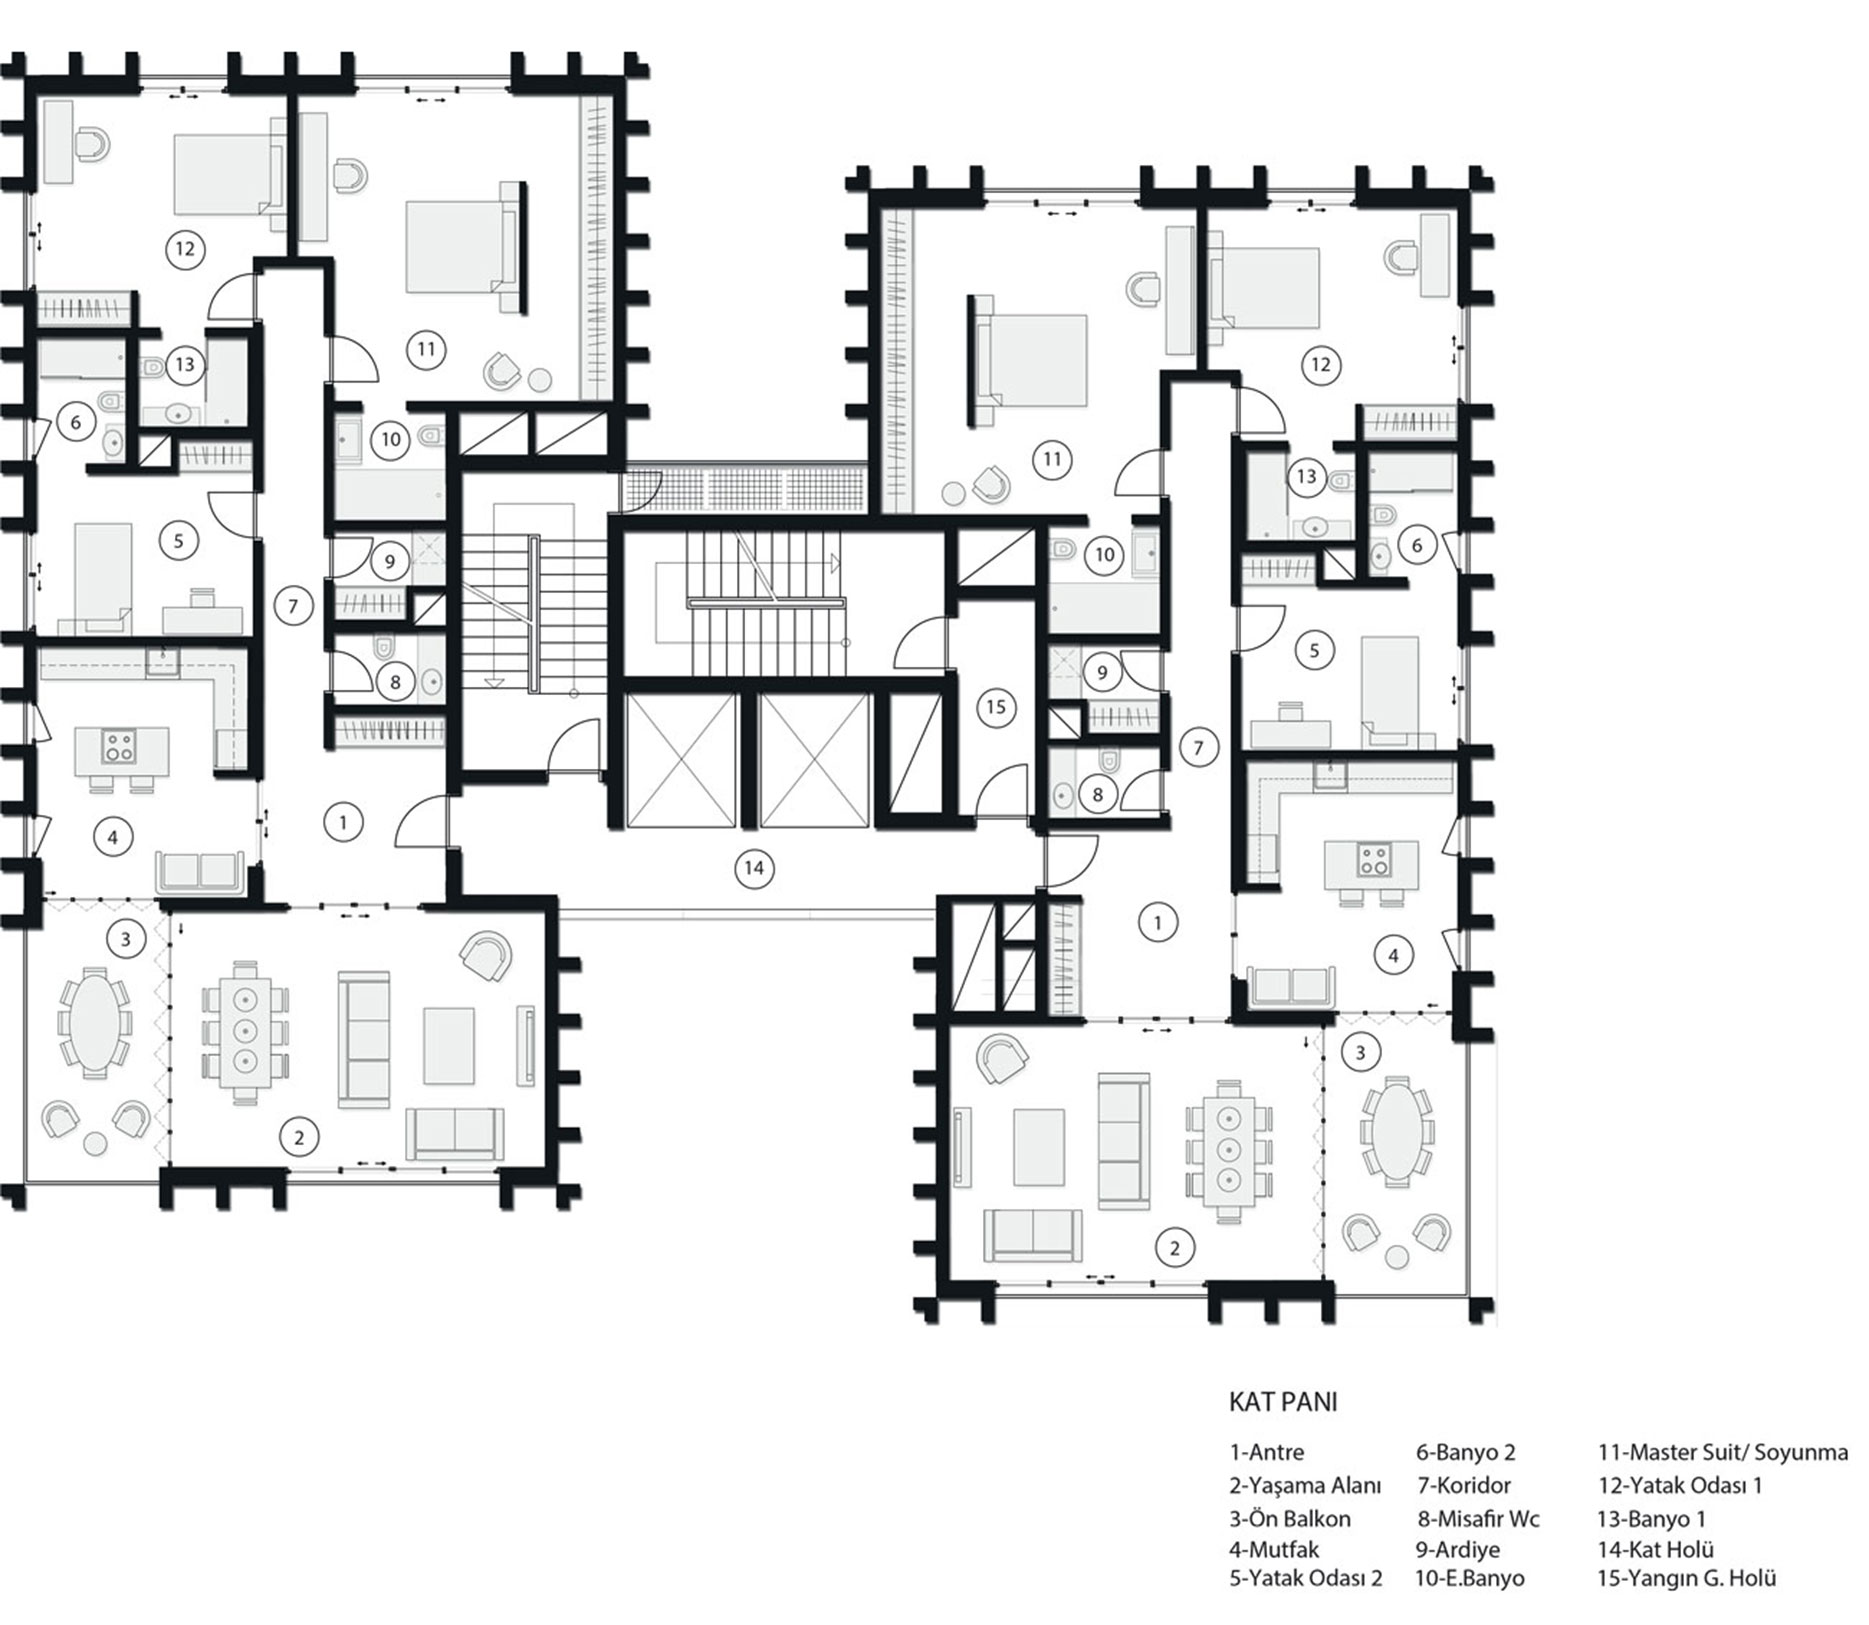 12
13
11
6
10
5
9
7
8
4
1
3
2
14
12
11
13
10
6
5
9
15
7
8
1
4
3
2
KAT PANI
1-Antre
2-Yaşama Alanı
3-Ön Balkon
4-Mutfak
5-Yatak Odası 2
6-Banyo 2
7-Koridor
8-Misafir Wc
9-Ardiye
10-E.Banyo
11-Master Suit/ Soyunma
12-Yatak Odası 1
13-Banyo 1
14-Kat Holü
15-Yangın G. Holü